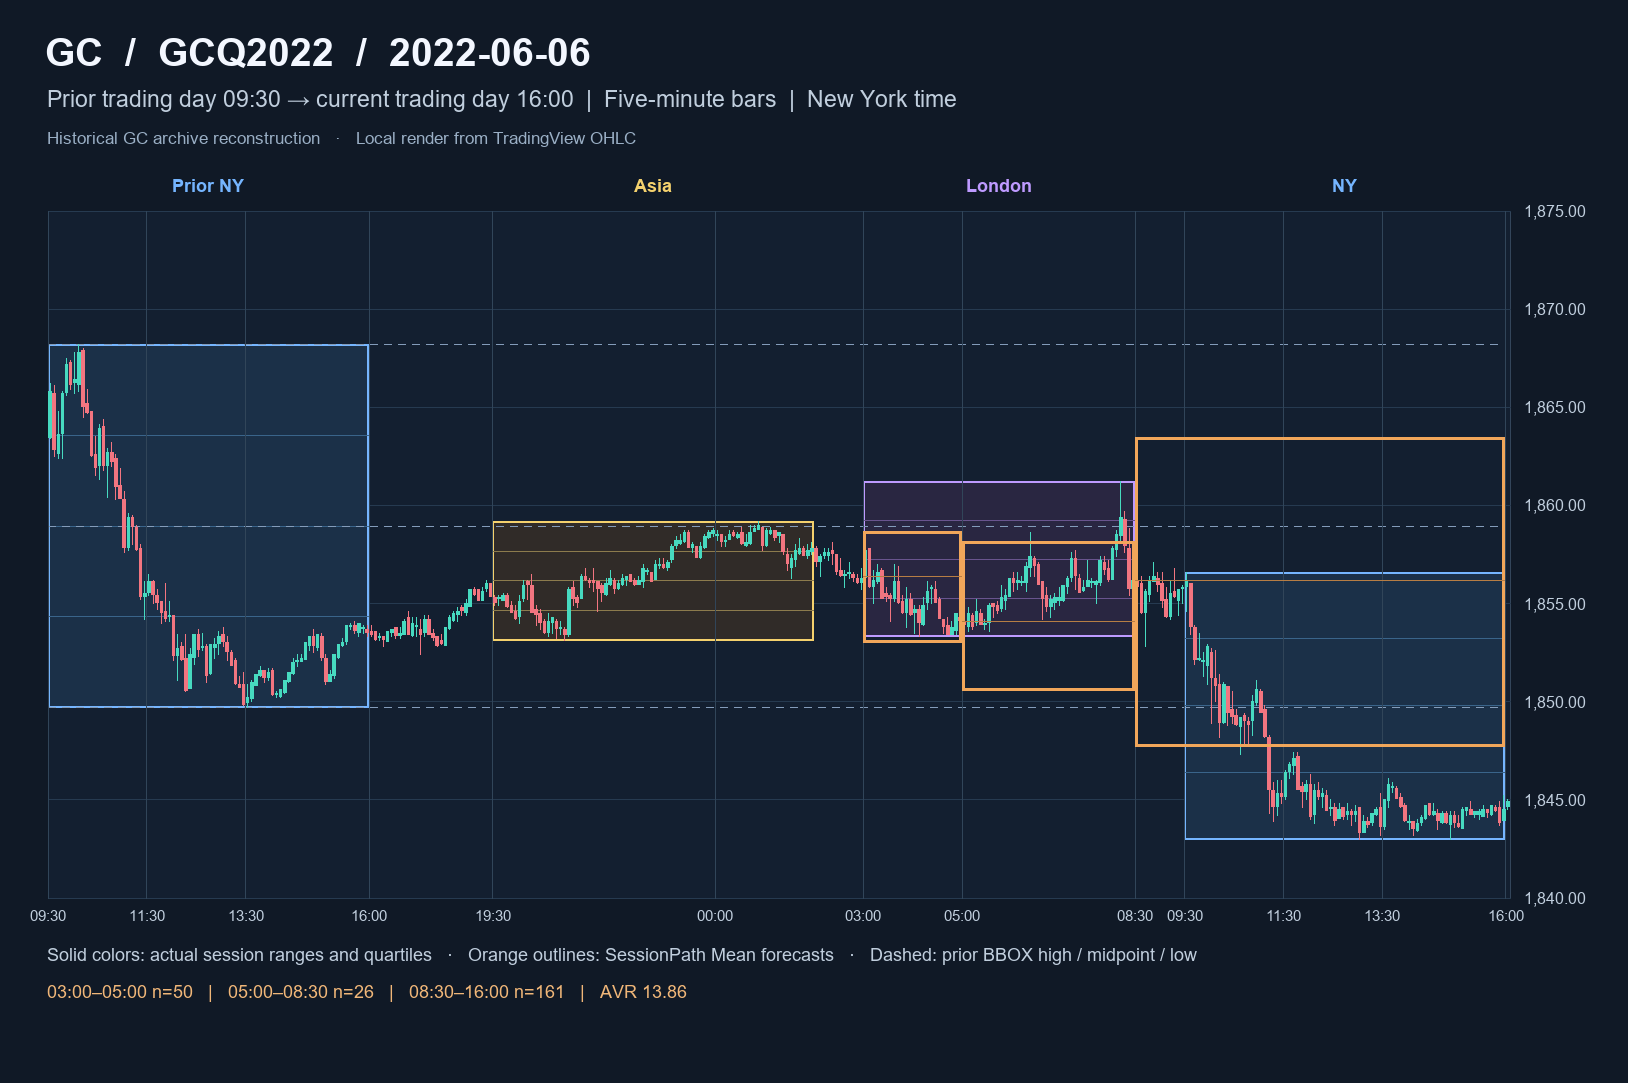 GC / GCQ2022 / 2022-06-06
Prior trading day 09:30 → current trading day 16:00 | Five-minute bars | New York time
Historical GC archive reconstruction · Local render from TradingView OHLC
Prior NY Asia London NY
1,875.00
1,870.00
1,865.00
1,860.00
1,855.00
1,850.00
1,845.00
1,840.00
09:30 11:30 13:30 16:00 19:30 00:00 03:00 05:00 08:30 09:30 11:30 13:30 16:00
Solid colors: actual session ranges and quartiles · Orange outlines: SessionPath Mean forecasts · Dashed: prior BBOX high / midpoint / low
03:00–05:00 n=50 | 05:00–08:30 n=26 | 08:30–16:00 n=161 | AVR 13.86